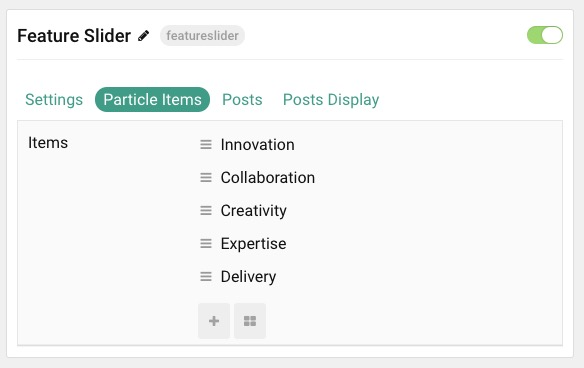 Feature Slider featureslider
Settings Particle Items Posts Posts Display
Items
Innovation
Collaboration
Creativity
Expertise
Delivery